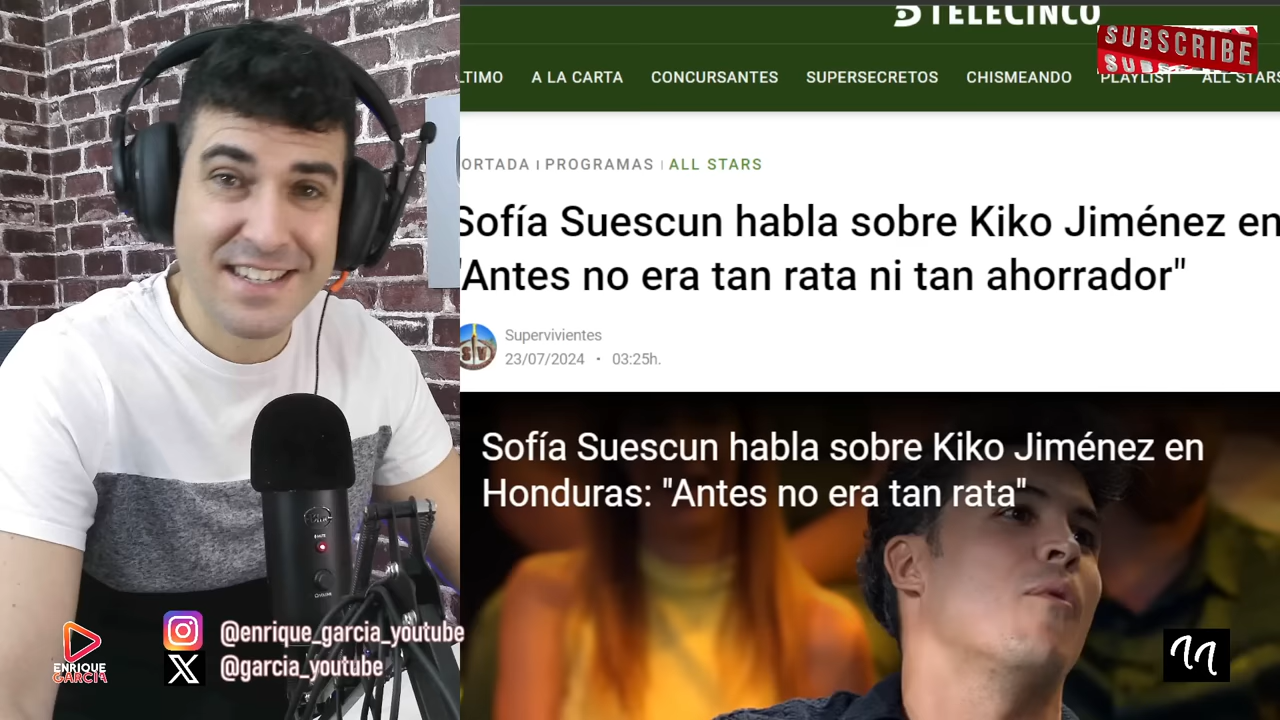 TELECINCO
SUBSCRIBE
LTIMO A LA CARTA CONCURSANTES SUPERSECRETOS CHISMEANDO PLAYLIST ALL STARS
ORTADA | PROGRAMAS | ALL STARS
Sofía Suescun habla sobre Kiko Jiménez en
"Antes no era tan rata ni tan ahorrador"
Supervivientes
23/07/2024 • 03:25h.
Sofía Suescun habla sobre Kiko Jiménez en
Honduras: "Antes no era tan rata"
@enrique_garcia_youtube
@garcia_youtube
ENRIQUE
GARCIA